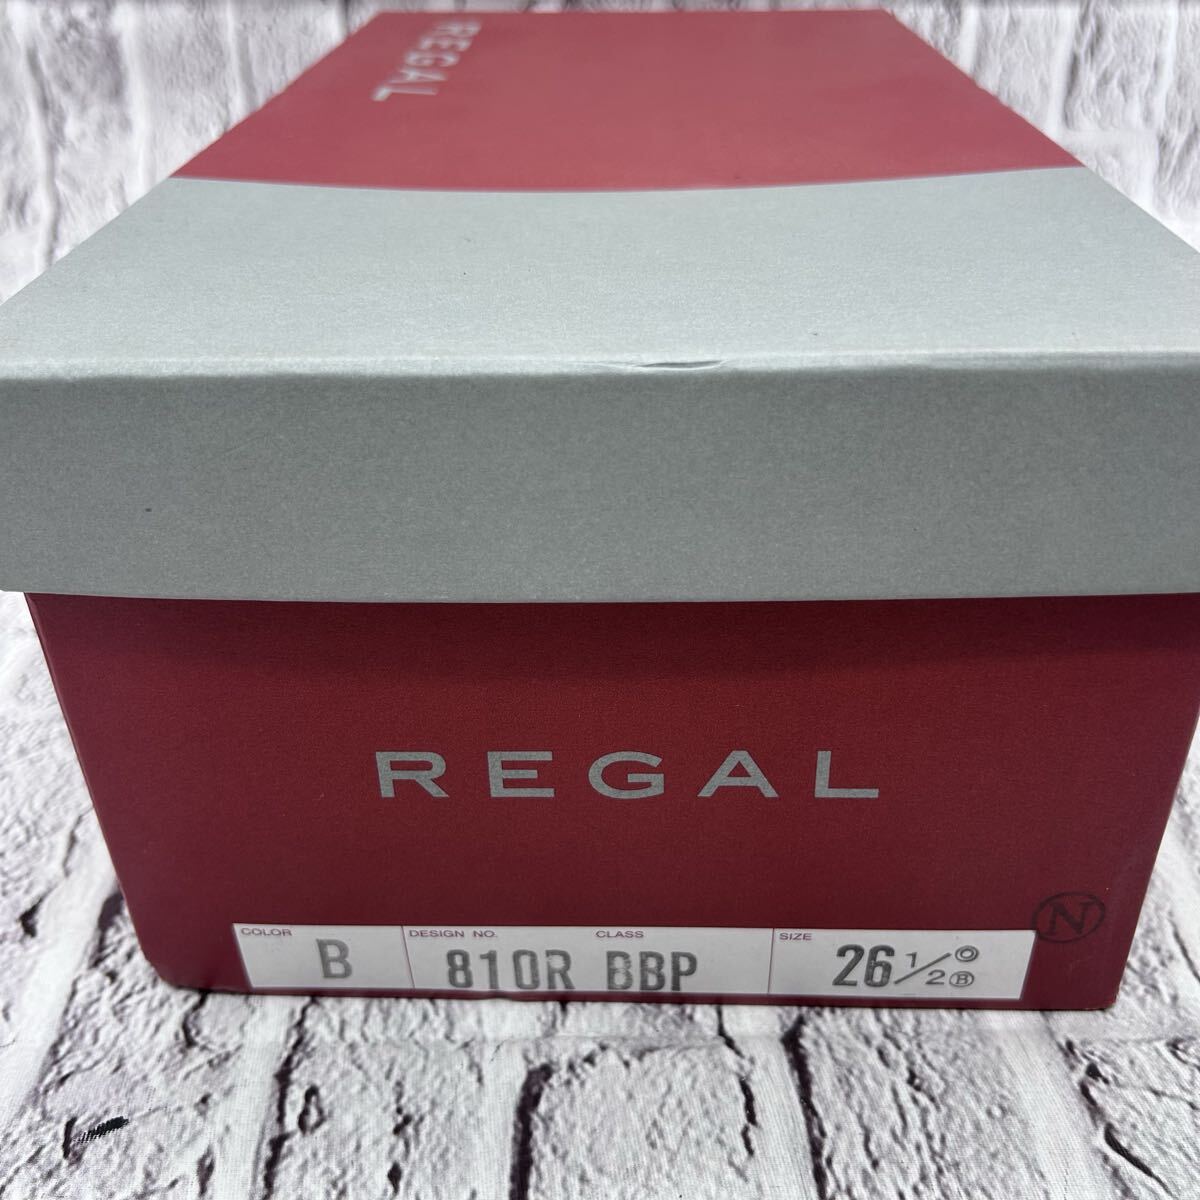 REGAL
REGAL
N
COLOR DESIGN NO. CLASS SIZE
B 810R BBP 26 1/2 B